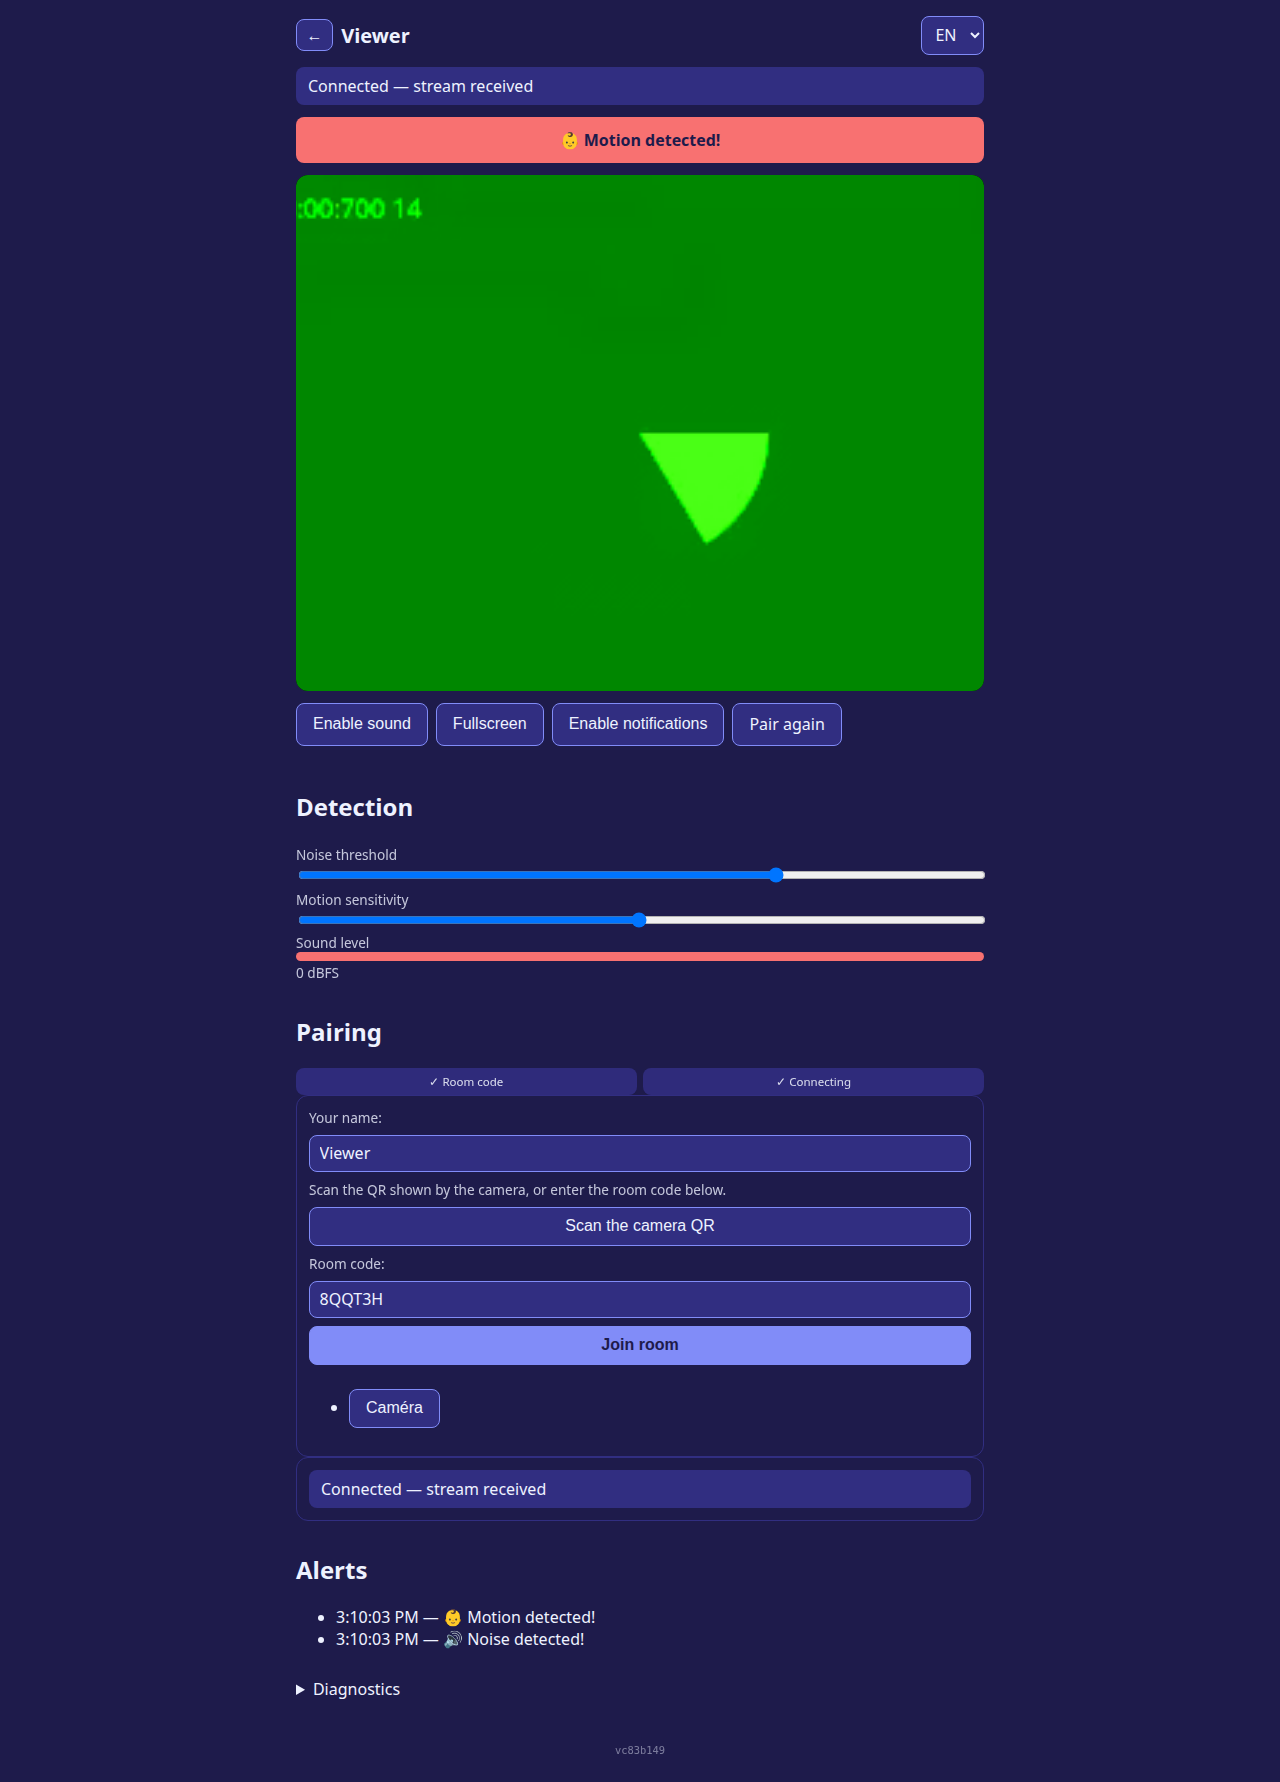 ← Viewer EN
Connected — stream received
👶 Motion detected!
:00:700 14
Enable sound Fullscreen Enable notifications Pair again
Detection
Noise threshold
Motion sensitivity
Sound level
0 dBFS
Pairing
✓ Room code ✓ Connecting
Your name:
Viewer
Scan the QR shown by the camera, or enter the room code below.
Scan the camera QR
Room code:
8QQT3H
Join room
• Caméra
Connected — stream received
Alerts
• 3:10:03 PM — 👶 Motion detected!
• 3:10:03 PM — 🔊 Noise detected!
▶ Diagnostics
vc83b149